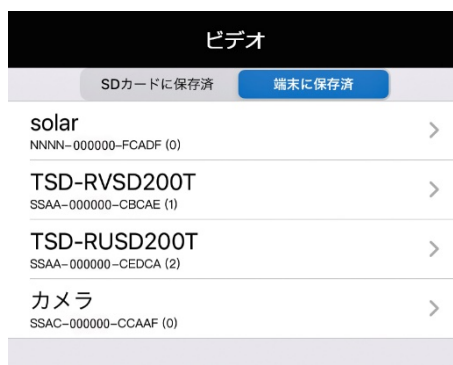 ビデオ
SDカードに保存済 端末に保存済
solar
NNNN-000000-FCADF (0)
TSD-RVSD200T
SSAA-000000-CBCAE (1)
TSD-RUSD200T
SSAA-000000-CEDCA (2)
カメラ
SSAC-000000-CCAAF (0)